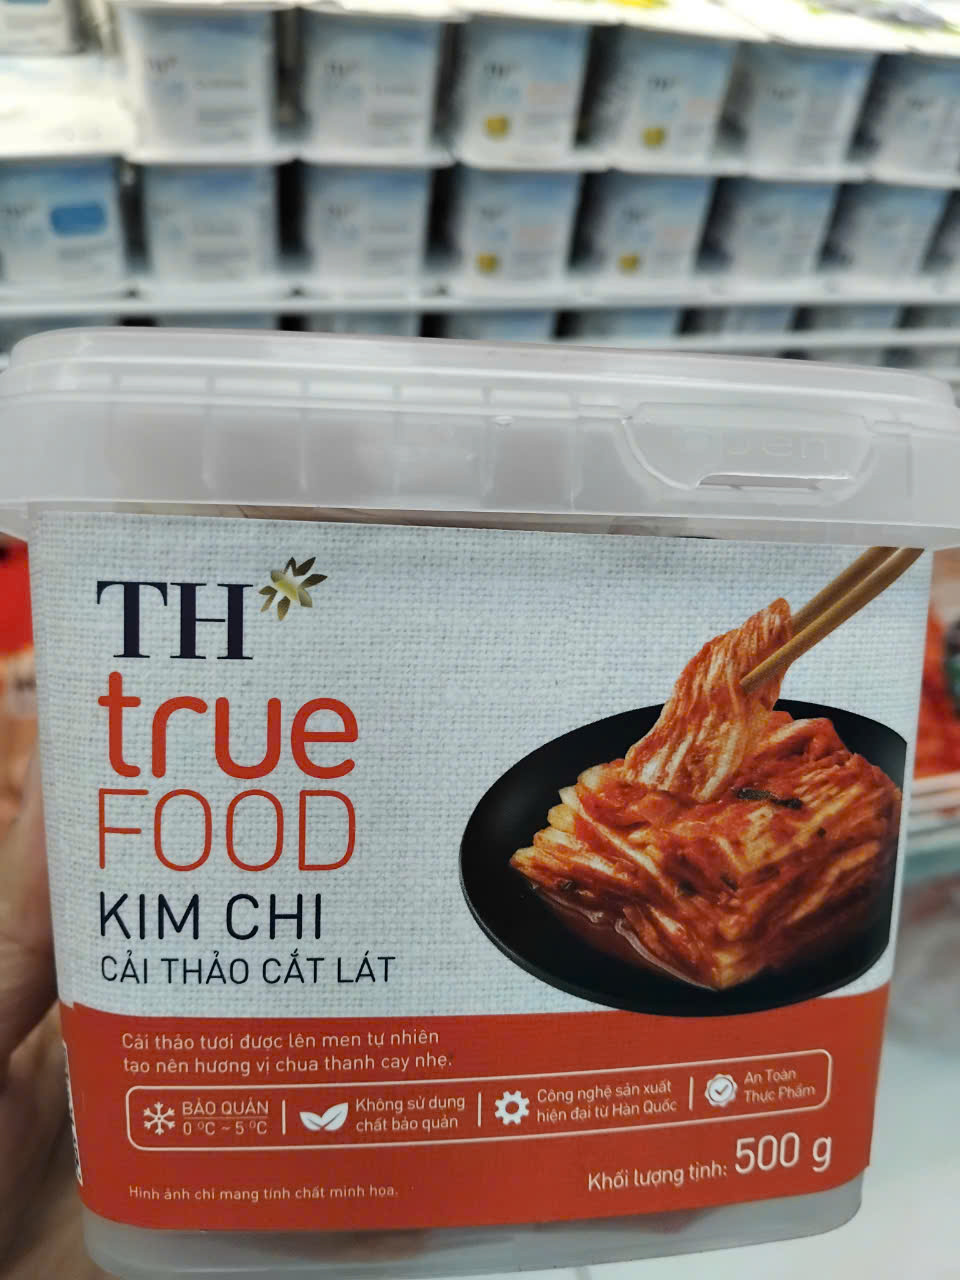 Open
TH
true
FOOD
KIM CHI
CẢI THẢO CẮT LÁT
Cải thảo tươi được lên men tự nhiên
tạo nên hương vị chua thanh cay nhẹ.
BẢO QUẢN
0 °C ~ 5 °C
Không sử dụng
chất bảo quản
Công nghệ sản xuất
hiện đại từ Hàn Quốc
An Toàn
Thực Phẩm
Khối lượng tịnh: 500 g
Hình ảnh chỉ mang tính chất minh họa.